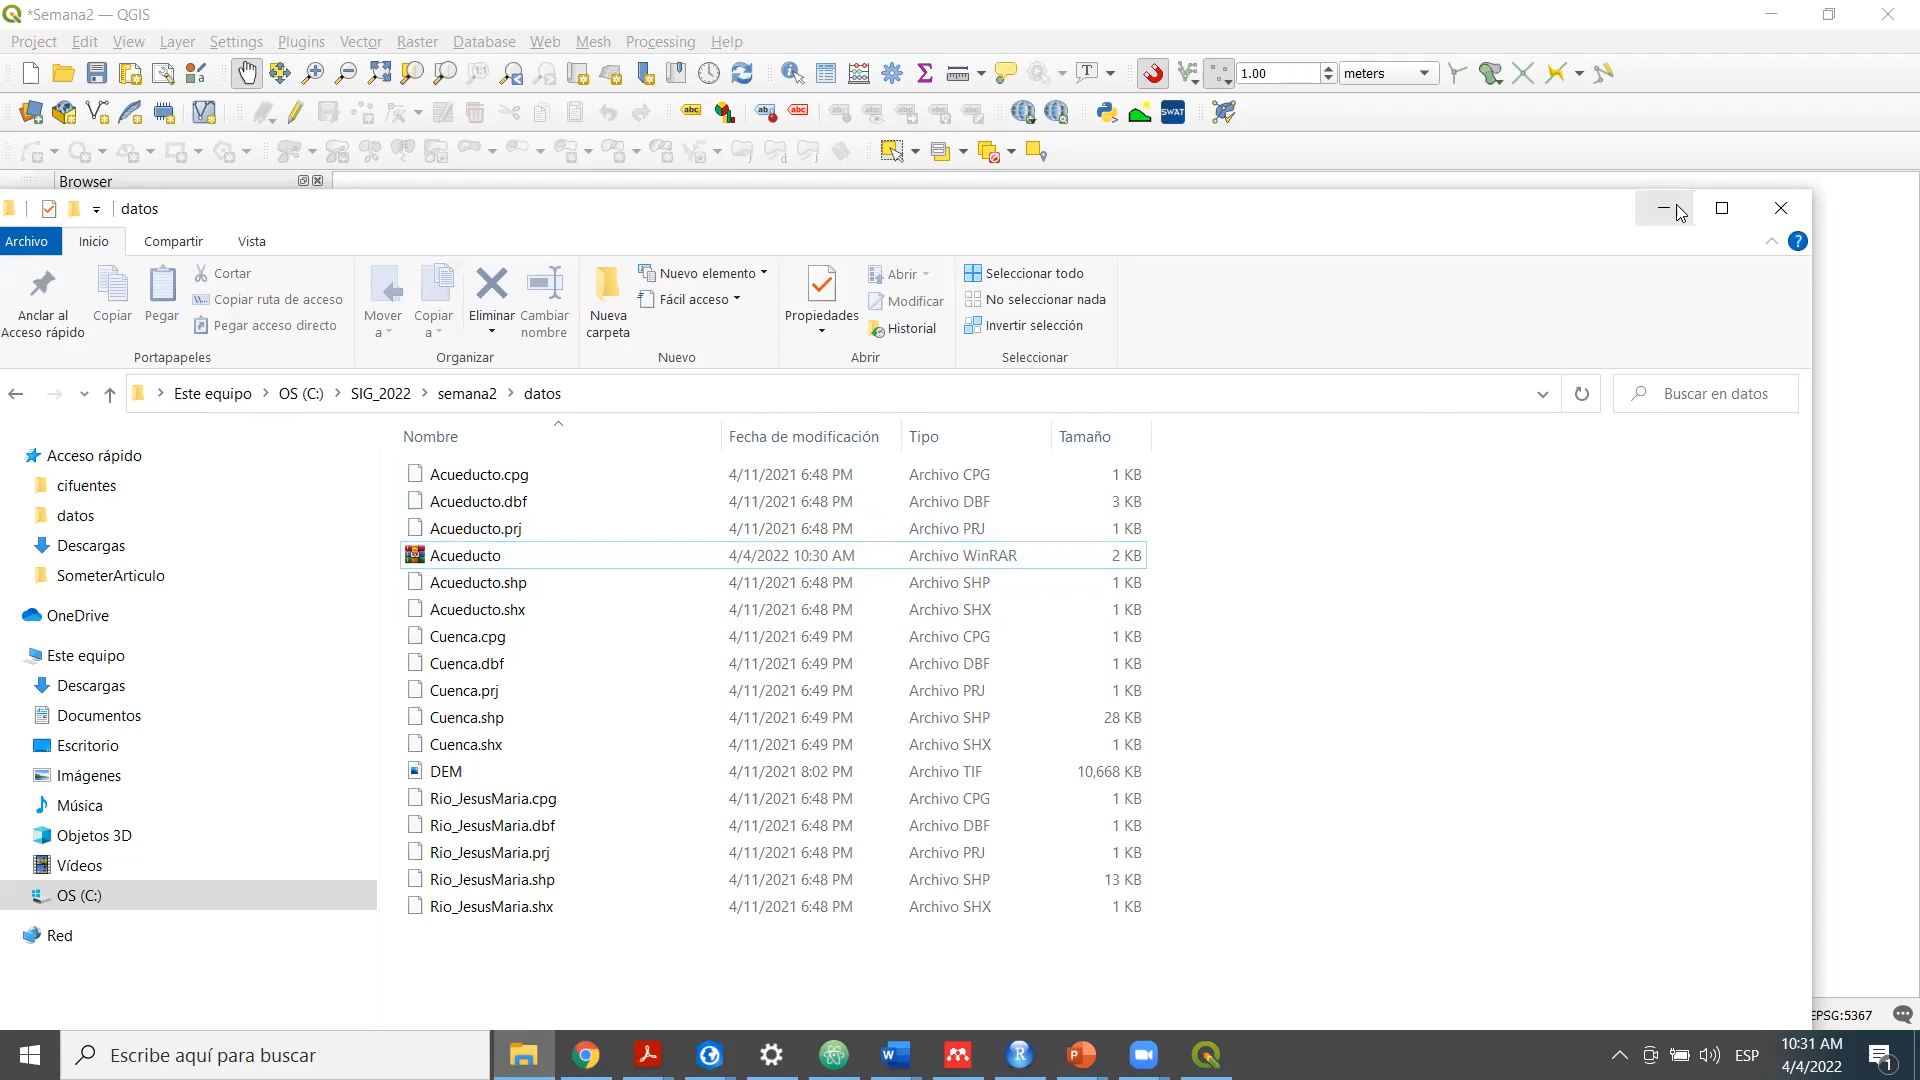 *Semana2 — QGIS
Project Edit View Layer Settings Plugins Vector Raster Database Web Mesh Processing Help
1.00 meters
abc abc abc SWAT
Browser
datos
Archivo Inicio Compartir Vista
Anclar al Acceso rápido
Copiar
Pegar
Cortar
Copiar ruta de acceso
Pegar acceso directo
Portapapeles
Mover a
Copiar a
Eliminar
Cambiar nombre
Organizar
Nueva carpeta
Nuevo elemento
Fácil acceso
Nuevo
Propiedades
Abrir
Modificar
Historial
Abrir
Seleccionar todo
No seleccionar nada
Invertir selección
Seleccionar
Este equipo > OS (C:) > SIG_2022 > semana2 > datos
Buscar en datos
Acceso rápido
cifuentes
datos
Descargas
SometerArticulo
OneDrive
Este equipo
Descargas
Documentos
Escritorio
Imágenes
Música
Objetos 3D
Vídeos
OS (C:)
Red
Nombre Fecha de modificación Tipo Tamaño
Acueducto.cpg 4/11/2021 6:48 PM Archivo CPG 1 KB
Acueducto.dbf 4/11/2021 6:48 PM Archivo DBF 3 KB
Acueducto.prj 4/11/2021 6:48 PM Archivo PRJ 1 KB
Acueducto 4/4/2022 10:30 AM Archivo WinRAR 2 KB
Acueducto.shp 4/11/2021 6:48 PM Archivo SHP 1 KB
Acueducto.shx 4/11/2021 6:48 PM Archivo SHX 1 KB
Cuenca.cpg 4/11/2021 6:49 PM Archivo CPG 1 KB
Cuenca.dbf 4/11/2021 6:49 PM Archivo DBF 1 KB
Cuenca.prj 4/11/2021 6:49 PM Archivo PRJ 1 KB
Cuenca.shp 4/11/2021 6:49 PM Archivo SHP 28 KB
Cuenca.shx 4/11/2021 6:49 PM Archivo SHX 1 KB
DEM 4/11/2021 8:02 PM Archivo TIF 10,668 KB
Rio_JesusMaria.cpg 4/11/2021 6:48 PM Archivo CPG 1 KB
Rio_JesusMaria.dbf 4/11/2021 6:48 PM Archivo DBF 1 KB
Rio_JesusMaria.prj 4/11/2021 6:48 PM Archivo PRJ 1 KB
Rio_JesusMaria.shp 4/11/2021 6:48 PM Archivo SHP 13 KB
Rio_JesusMaria.shx 4/11/2021 6:48 PM Archivo SHX 1 KB
EPSG:5367
Escribe aquí para buscar
ESP
10:31 AM
4/4/2022
1